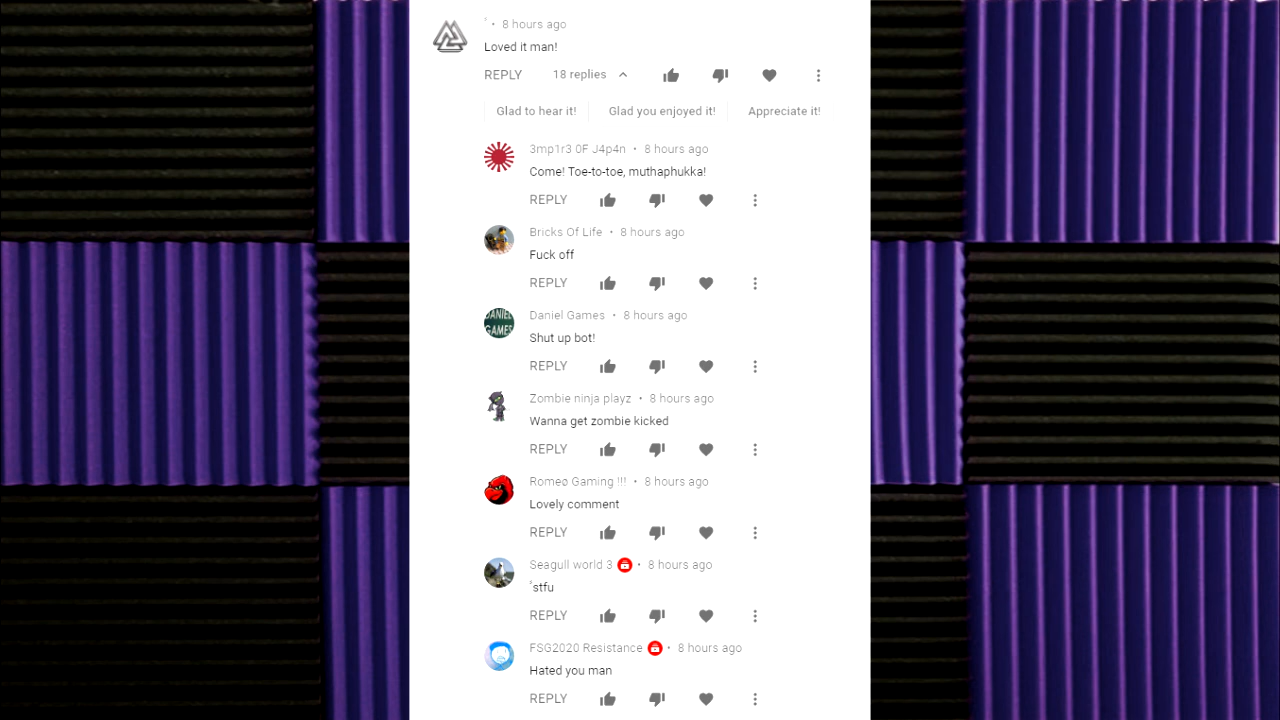 ˢ • 8 hours ago
Loved it man!
REPLY 18 replies
Glad to hear it! Glad you enjoyed it! Appreciate it!
3mp1r3 0F J4p4n • 8 hours ago
Come! Toe-to-toe, muthaphukka!
REPLY
Bricks Of Life • 8 hours ago
Fuck off
REPLY
DANIEL
GAMES
Daniel Games • 8 hours ago
Shut up bot!
REPLY
Zombie ninja playz • 8 hours ago
Wanna get zombie kicked
REPLY
Romeø Gaming !!! • 8 hours ago
Lovely comment
REPLY
Seagull world 3 • 8 hours ago
ˢstfu
REPLY
FSG2020 Resistance • 8 hours ago
Hated you man
REPLY